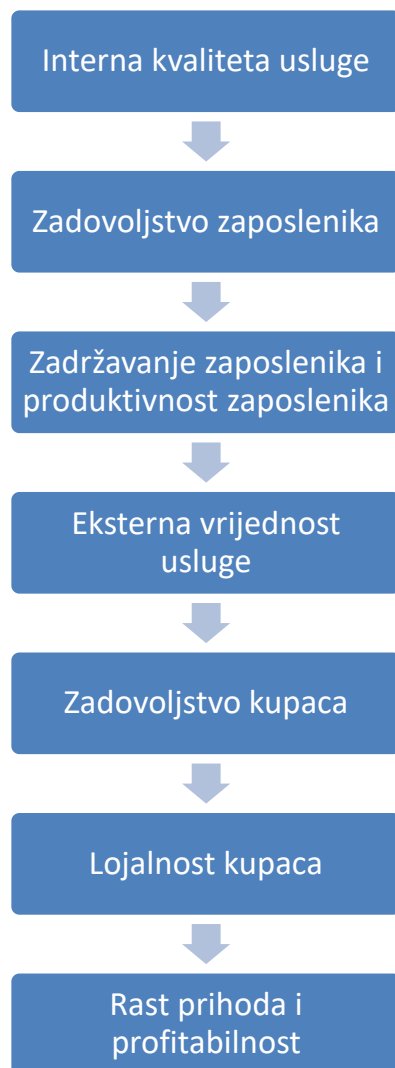 Interna kvaliteta usluge
Zadovoljstvo zaposlenika
Zadržavanje zaposlenika i
produktivnost zaposlenika
Eksterna vrijednost
usluge
Zadovoljstvo kupaca
Lojalnost kupaca
Rast prihoda i
profitabilnost